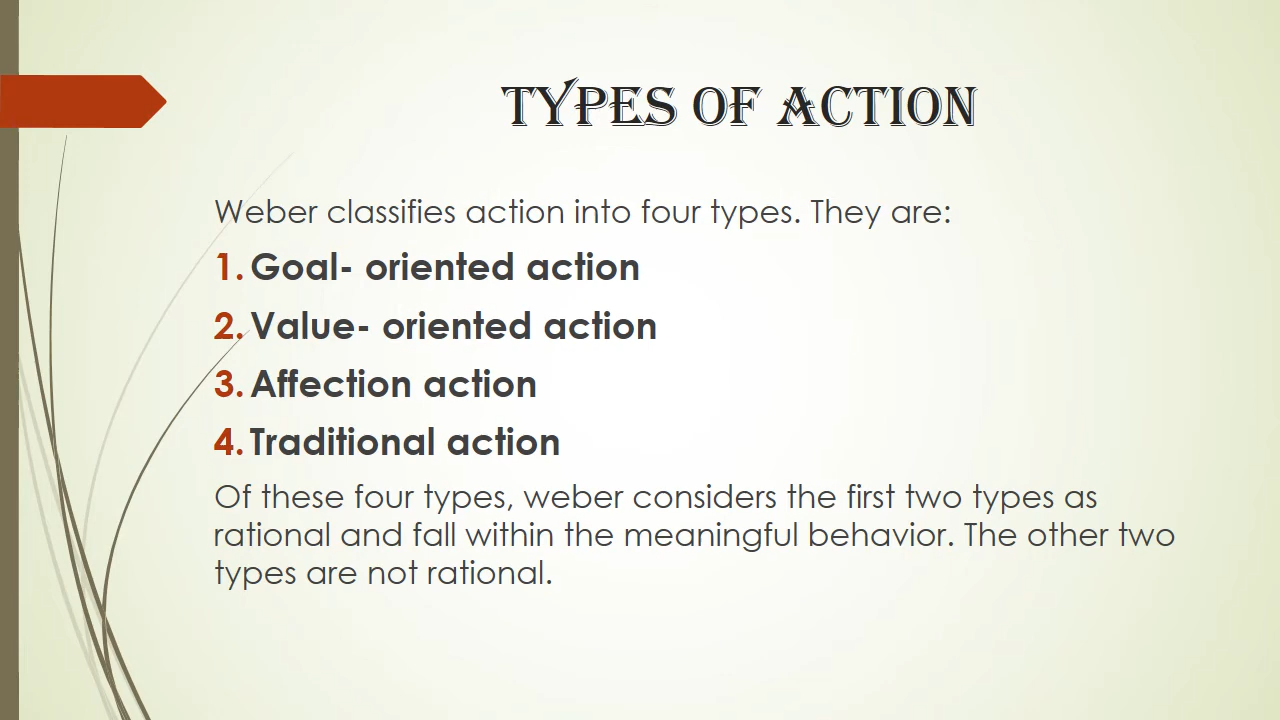 TYPES OF ACTION
Weber classifies action into four types. They are:
1. Goal- oriented action
2. Value- oriented action
3. Affection action
4. Traditional action
Of these four types, weber considers the first two types as
rational and fall within the meaningful behavior. The other two
types are not rational.